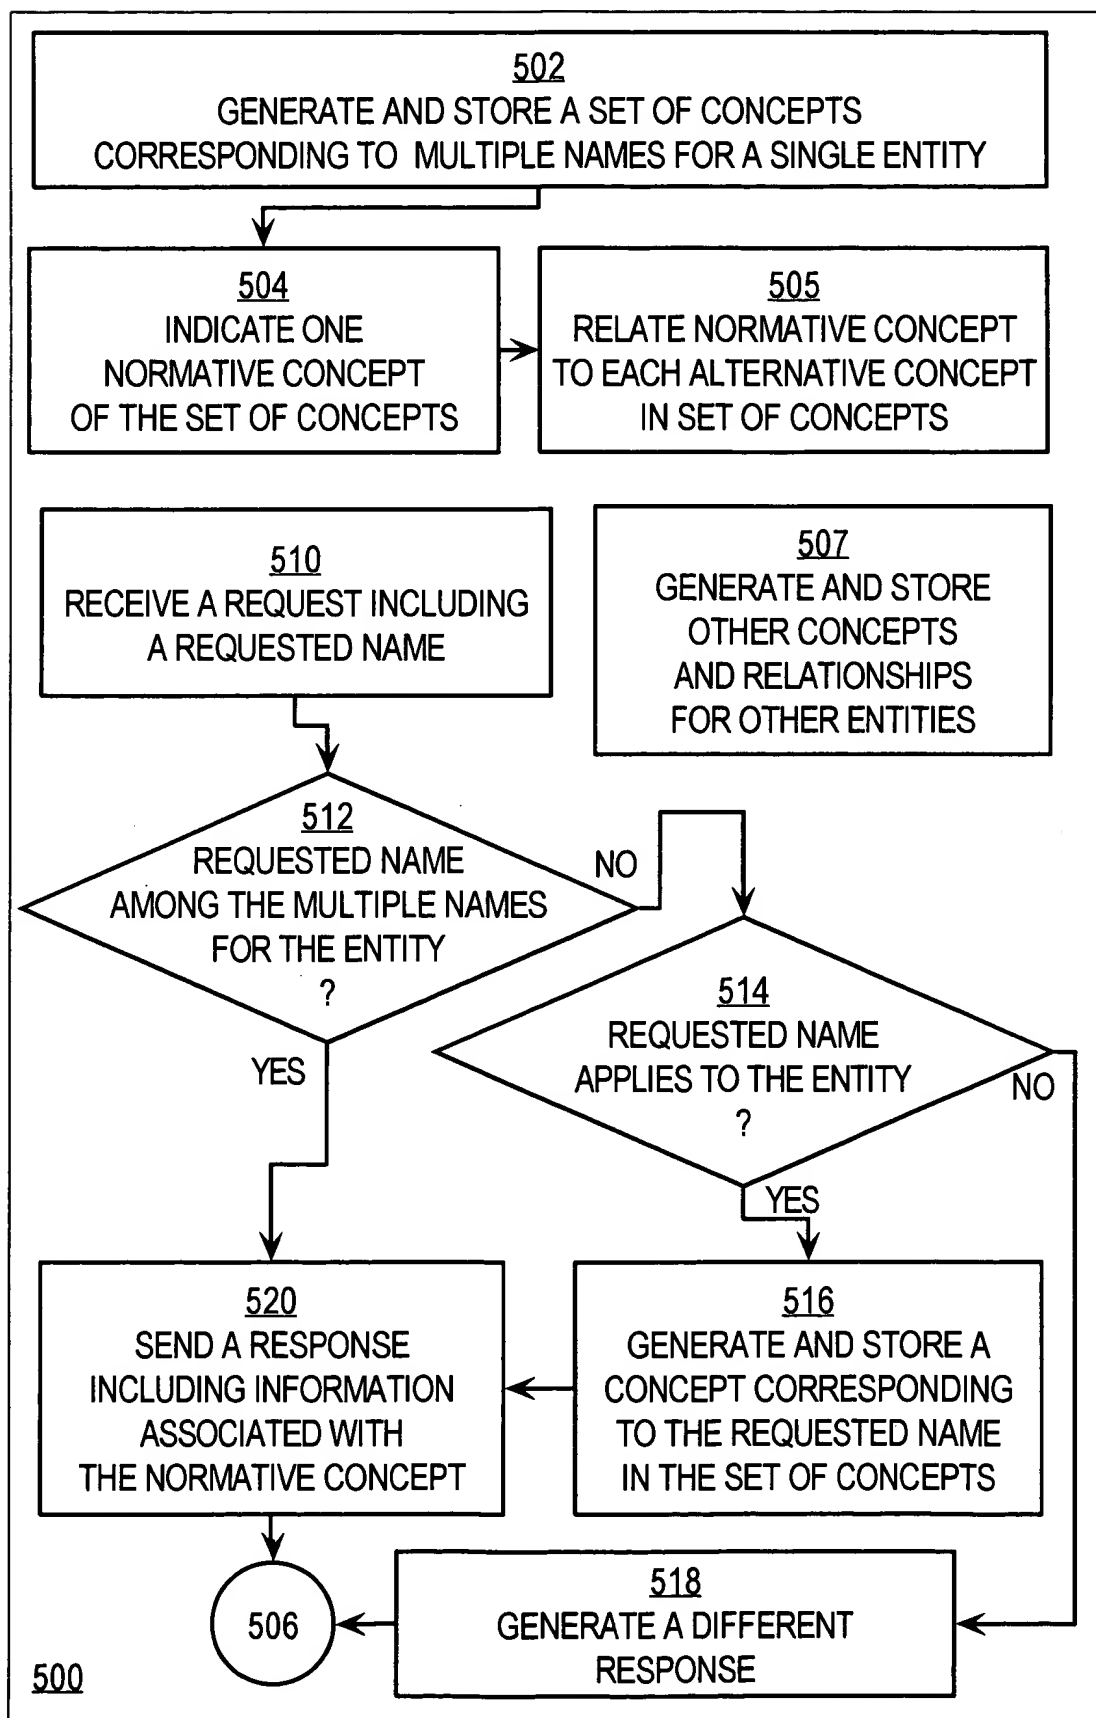 502
GENERATE AND STORE A SET OF CONCEPTS
CORRESPONDING TO MULTIPLE NAMES FOR A SINGLE ENTITY
504
INDICATE ONE
NORMATIVE CONCEPT
OF THE SET OF CONCEPTS
505
RELATE NORMATIVE CONCEPT
TO EACH ALTERNATIVE CONCEPT
IN SET OF CONCEPTS
510
RECEIVE A REQUEST INCLUDING
A REQUESTED NAME
507
GENERATE AND STORE
OTHER CONCEPTS
AND RELATIONSHIPS
FOR OTHER ENTITIES
512
REQUESTED NAME
AMONG THE MULTIPLE NAMES
FOR THE ENTITY
?
NO
YES
514
REQUESTED NAME
APPLIES TO THE ENTITY
?
NO
YES
520
SEND A RESPONSE
INCLUDING INFORMATION
ASSOCIATED WITH
THE NORMATIVE CONCEPT
516
GENERATE AND STORE A
CONCEPT CORRESPONDING
TO THE REQUESTED NAME
IN THE SET OF CONCEPTS
506
518
GENERATE A DIFFERENT
RESPONSE
500